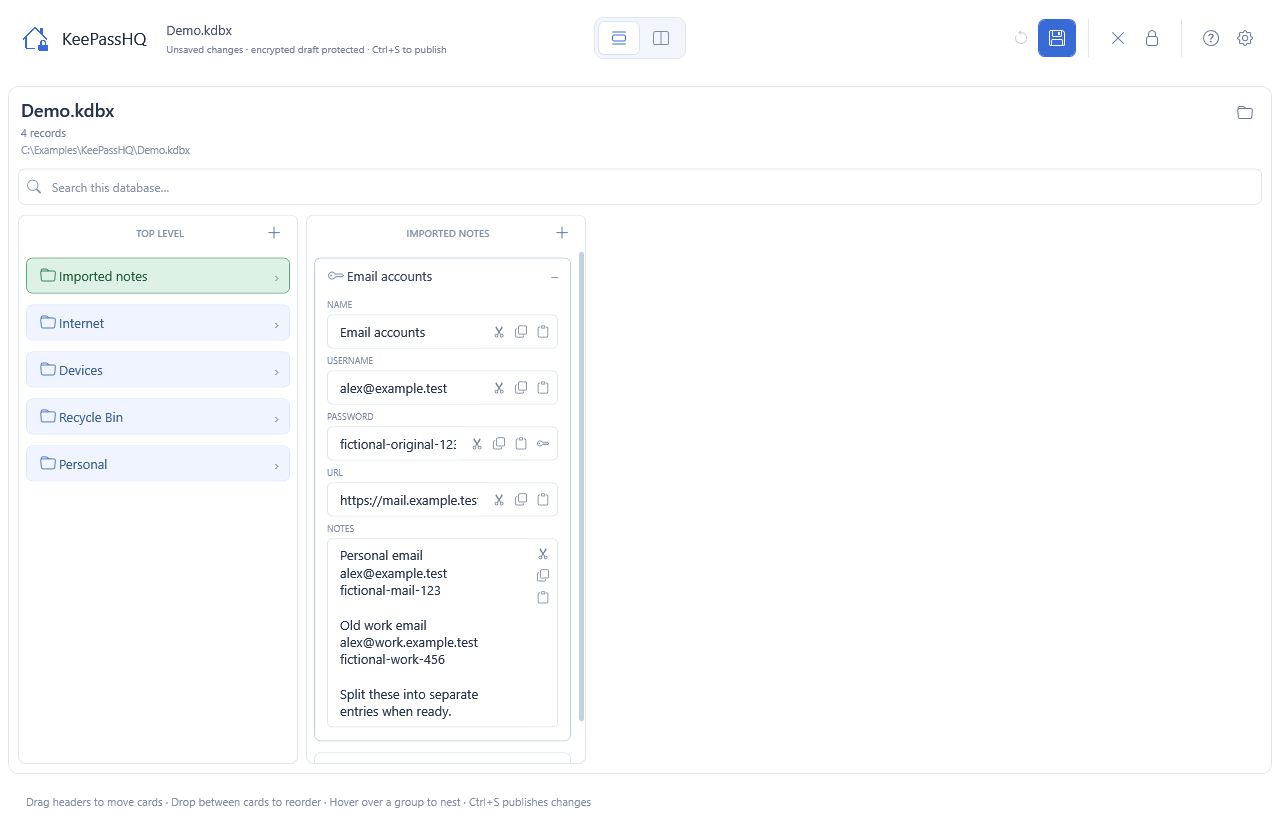 KeePassHQ
Demo.kdbx
Unsaved changes · encrypted draft protected · Ctrl+S to publish
Demo.kdbx
4 records
C:\Examples\KeePassHQ\Demo.kdbx
Search this database...
TOP LEVEL
Imported notes
Internet
Devices
Recycle Bin
Personal
IMPORTED NOTES
Email accounts
NAME
Email accounts
USERNAME
alex@example.test
PASSWORD
fictional-original-123
URL
https://mail.example.test
NOTES
Personal email
alex@example.test
fictional-mail-123
Old work email
alex@work.example.test
fictional-work-456
Split these into separate
entries when ready.
Drag headers to move cards · Drop between cards to reorder · Hover over a group to nest · Ctrl+S publishes changes